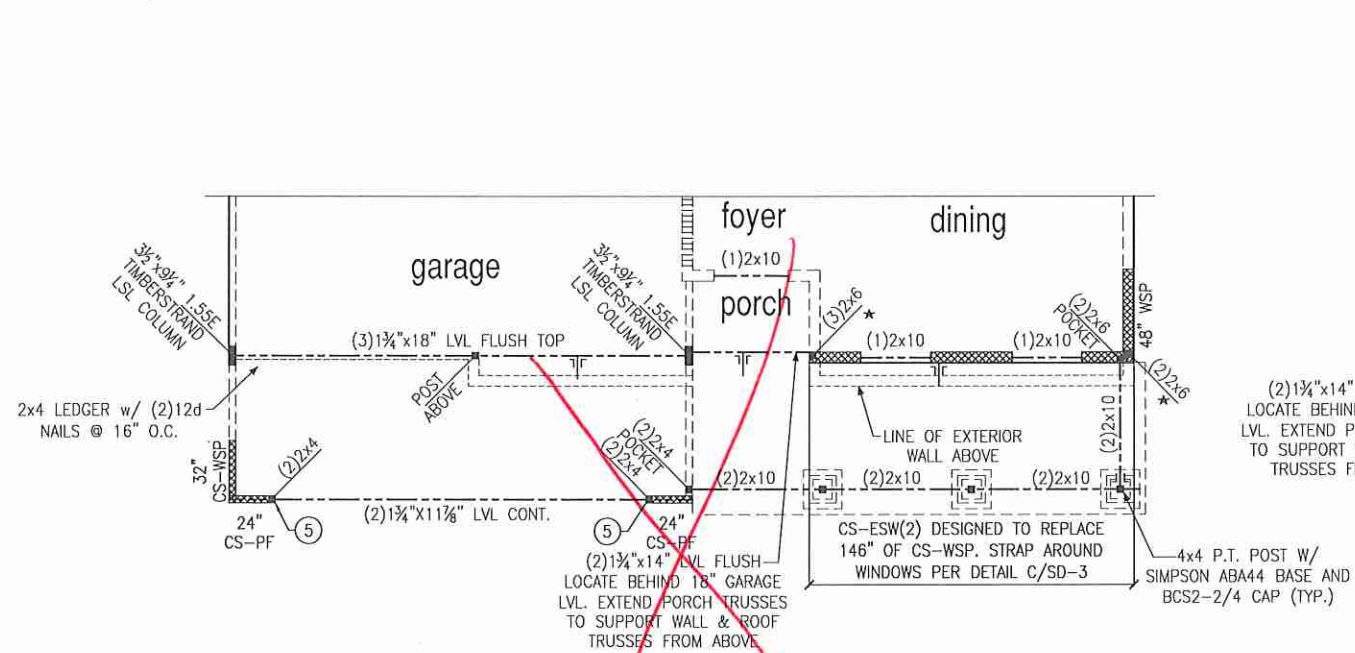 foyer
dining
garage
porch
(1)2x10
3½"x9¼" 1.55E
TIMBERSTRAND
LSL COLUMN
3½"x9¼" 1.55E
TIMBERSTRAND
LSL COLUMN
(3)1¾"x18" LVL FLUSH TOP
(3)2x6
★
(1)2x10
(1)2x10
(2)2x6
POCKET
48" WSP
(2)2x6
★
POST
ABOVE
2x4 LEDGER w/ (2)12d
NAILS @ 16" O.C.
32"
CS-WSP
(2)2x4
(2)2x4
POCKET
(2)2x4
LINE OF EXTERIOR
WALL ABOVE
(2)2x10
(2)2x10
(2)2x10
(2)2x10
(2)1¾"X11⅞" LVL CONT.
24"
CS-PF
5
5
24"
CS-PF
(2)1¾"x14" LVL FLUSH
LOCATE BEHIND 18" GARAGE
LVL. EXTEND PORCH TRUSSES
TO SUPPORT WALL & ROOF
TRUSSES FROM ABOVE
CS-ESW(2) DESIGNED TO REPLACE
146" OF CS-WSP. STRAP AROUND
WINDOWS PER DETAIL C/SD-3
4x4 P.T. POST W/
SIMPSON ABA44 BASE AND
BCS2-2/4 CAP (TYP.)
(2)1¾"x14"
LOCATE BEHIN
LVL. EXTEND P
TO SUPPORT
TRUSSES F